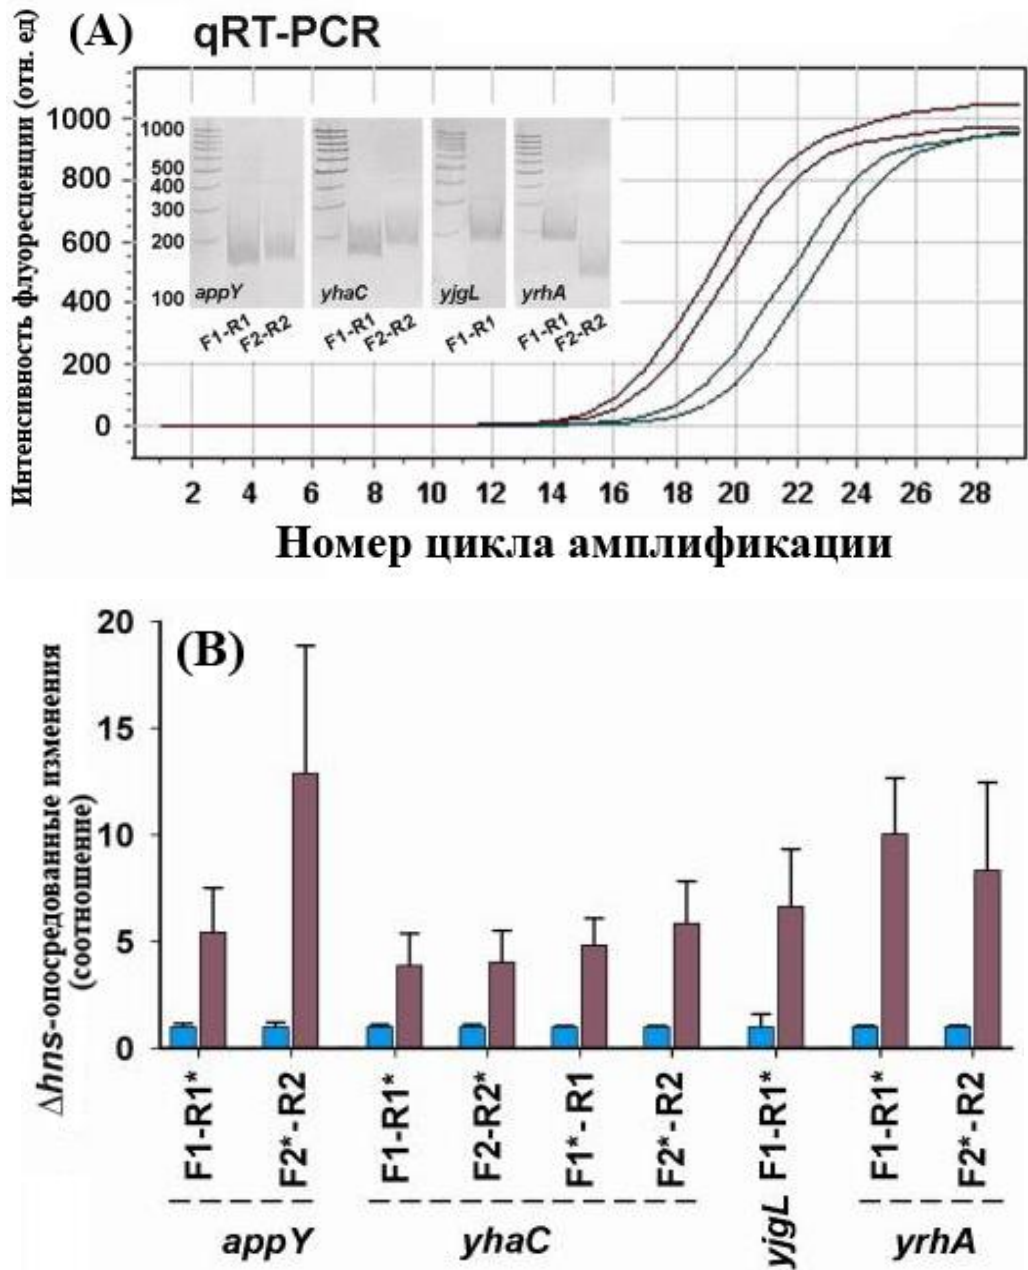 (A) qRT-PCR
Интенсивность флуоресценции (отн. ед)
1000
800
600
400
200
0
1000
500
400
300
200
100
appY
yhaC
yjgL
yrhA
F1-R1
F2-R2
F1-R1
F2-R2
F1-R1
F1-R1
F2-R2
2 4 6 8 10 12 14 16 18 20 22 24 26 28
Номер цикла амплификации
(B)
Δhns-опосредованные изменения
(соотношение)
20
15
10
5
0
F1-R1*
F2*-R2
F1-R1*
F2-R2*
F1*-R1
F2*-R2
F1-R1*
F1-R1*
F2*-R2
appY
yhaC
yjgL
yrhA